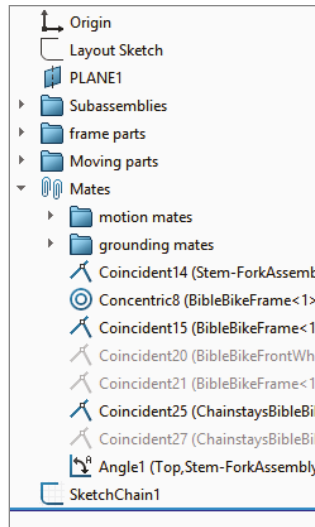 Origin
Layout Sketch
PLANE1
Subassemblies
frame parts
Moving parts
Mates
motion mates
grounding mates
Coincident14 (Stem-ForkAssemb
Concentric8 (BibleBikeFrame<1>
Coincident15 (BibleBikeFrame<1
Coincident20 (BibleBikeFrontWh
Coincident21 (BibleBikeFrame<1
Coincident25 (ChainstaysBibleBi
Coincident27 (ChainstaysBibleBi
Angle1 (Top,Stem-ForkAssembly
SketchChain1